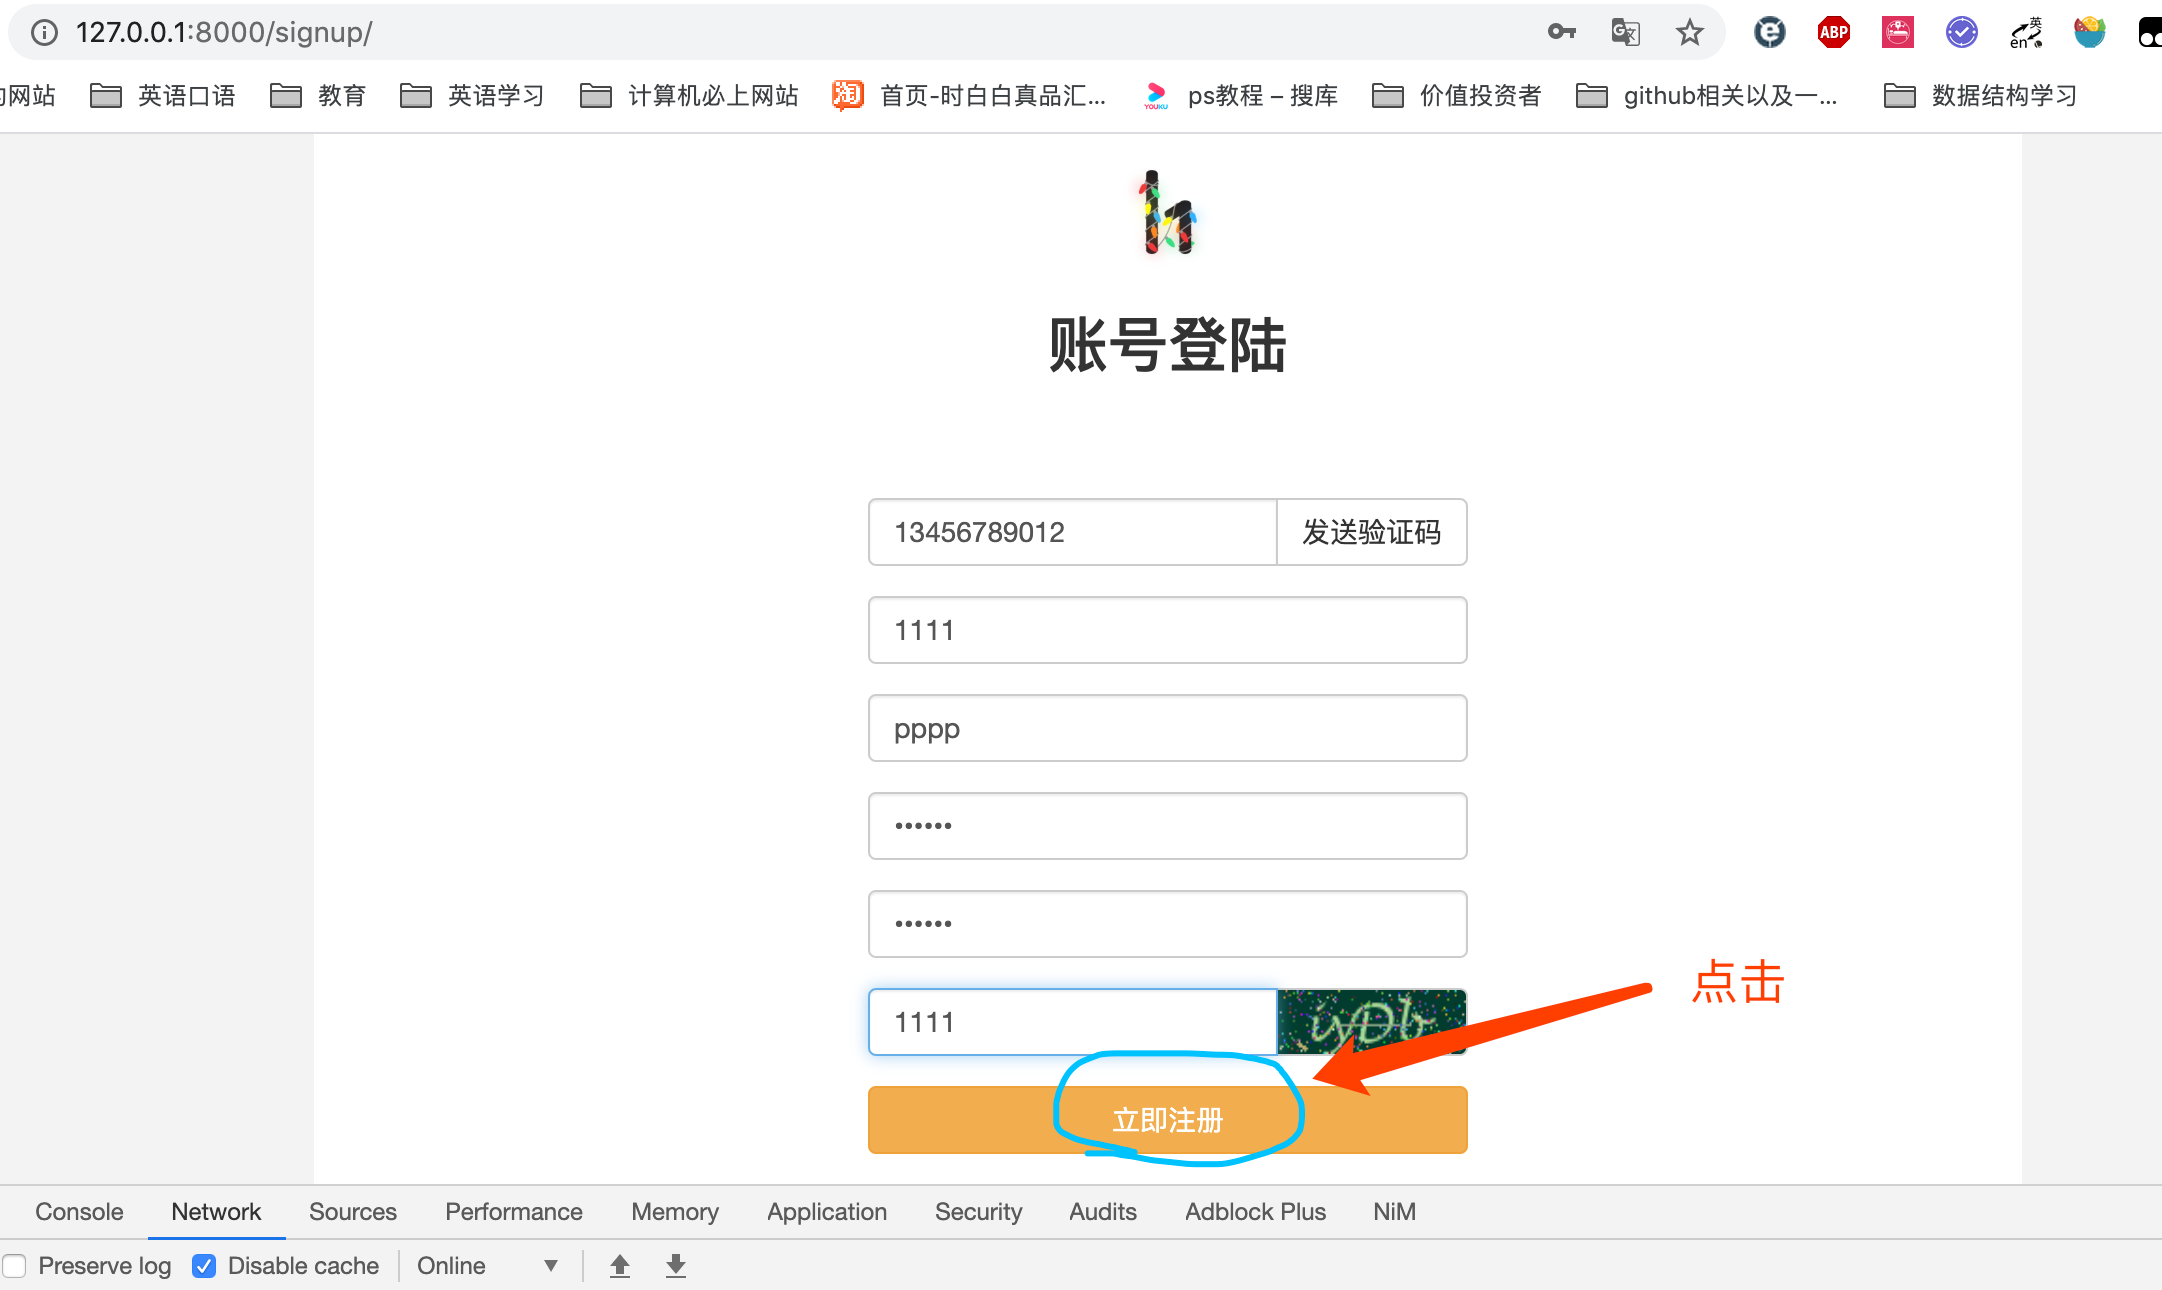 127.0.0.1:8000/signup/
的网站 英语口语 教育 英语学习 计算机必上网站 首页-时白白真品汇... ps教程 – 搜库 价值投资者 github相关以及一... 数据结构学习
账号登陆
13456789012 发送验证码
1111
pppp
••••••
••••••
1111 iyDb
点击
立即注册
Console Network Sources Performance Memory Application Security Audits Adblock Plus NiM
Preserve log Disable cache Online